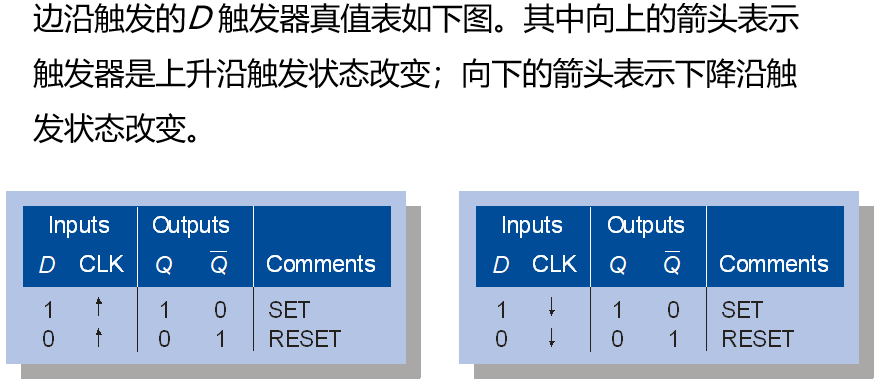 边沿触发的D 触发器真值表如下图。其中向上的箭头表示
触发器是上升沿触发状态改变；向下的箭头表示下降沿触
发状态改变。
Inputs Outputs
D CLK Q Q̅ Comments
1 ↑ 1 0 SET
0 ↑ 0 1 RESET
Inputs Outputs
D CLK Q Q̅ Comments
1 ↓ 1 0 SET
0 ↓ 0 1 RESET